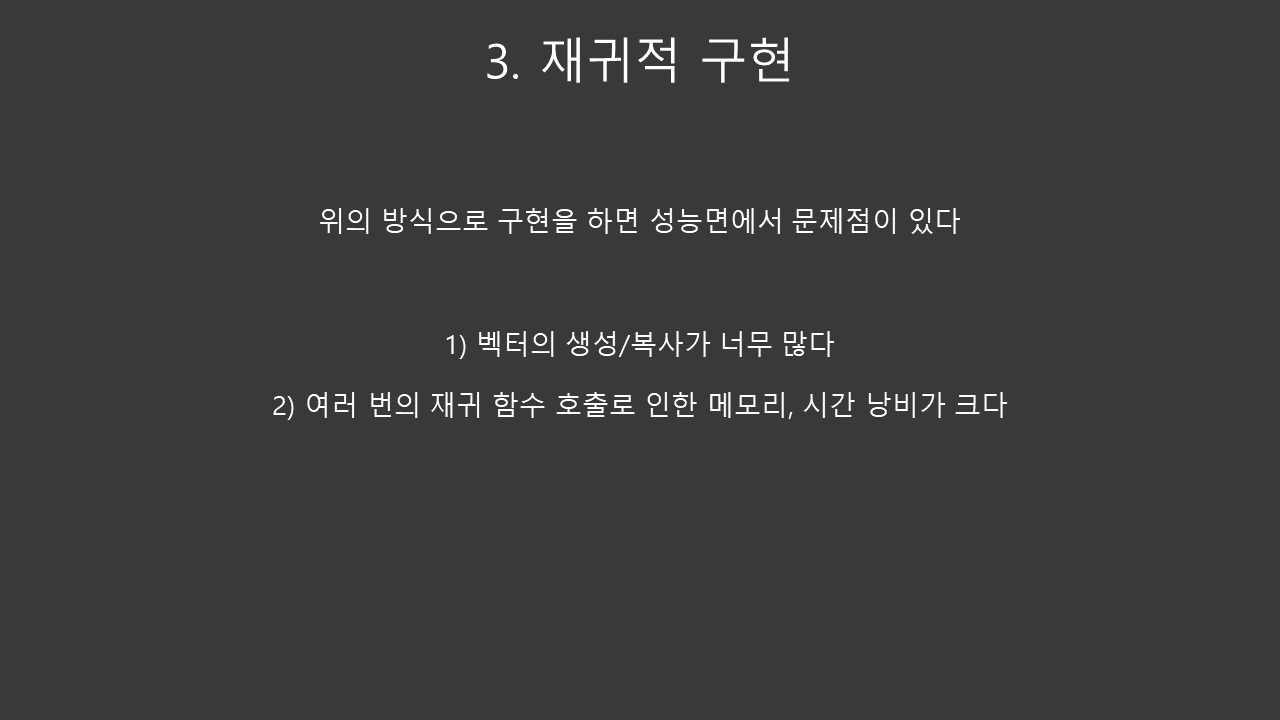 3. 재귀적 구현
위의 방식으로 구현을 하면 성능면에서 문제점이 있다
1) 벡터의 생성/복사가 너무 많다
2) 여러 번의 재귀 함수 호출로 인한 메모리, 시간 낭비가 크다